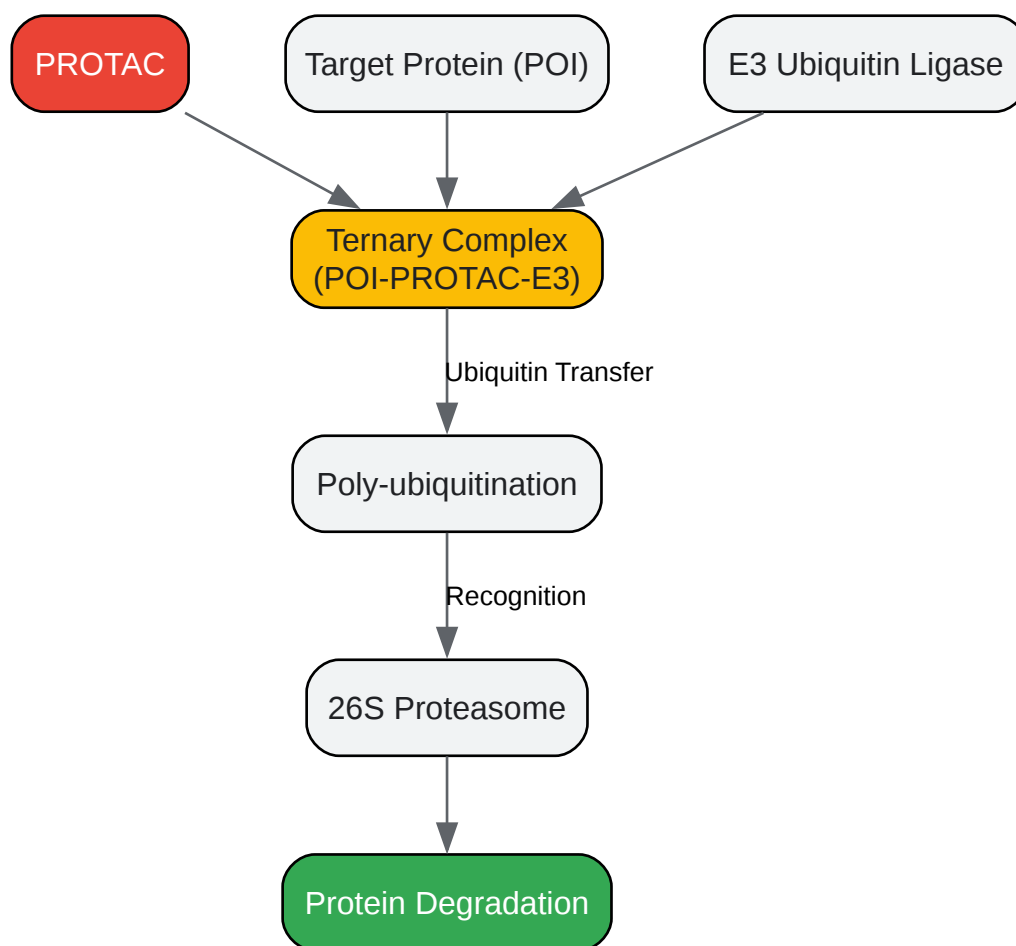 PROTAC
Target Protein (POI)
E3 Ubiquitin Ligase
Ternary Complex
(POI-PROTAC-E3)
Ubiquitin Transfer
Poly-ubiquitination
Recognition
26S Proteasome
Protein Degradation